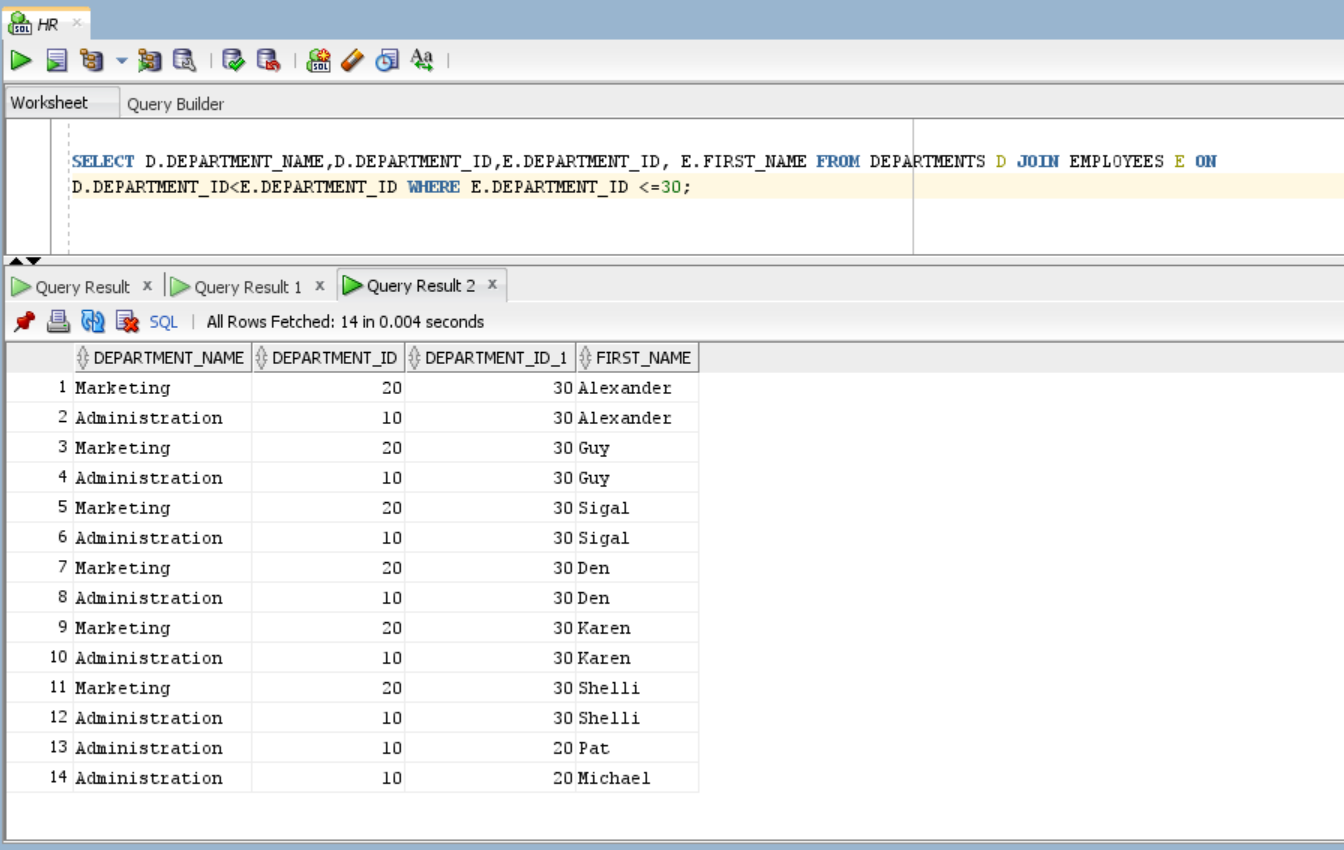 HR
Worksheet Query Builder
SELECT D.DEPARTMENT_NAME,D.DEPARTMENT_ID,E.DEPARTMENT_ID, E.FIRST_NAME FROM DEPARTMENTS D JOIN EMPLOYEES E ON
D.DEPARTMENT_ID<E.DEPARTMENT_ID WHERE E.DEPARTMENT_ID <=30;
Query Result x Query Result 1 x Query Result 2 x
SQL | All Rows Fetched: 14 in 0.004 seconds
DEPARTMENT_NAME DEPARTMENT_ID DEPARTMENT_ID_1 FIRST_NAME
1 Marketing 20 30 Alexander
2 Administration 10 30 Alexander
3 Marketing 20 30 Guy
4 Administration 10 30 Guy
5 Marketing 20 30 Sigal
6 Administration 10 30 Sigal
7 Marketing 20 30 Den
8 Administration 10 30 Den
9 Marketing 20 30 Karen
10 Administration 10 30 Karen
11 Marketing 20 30 Shelli
12 Administration 10 30 Shelli
13 Administration 10 20 Pat
14 Administration 10 20 Michael